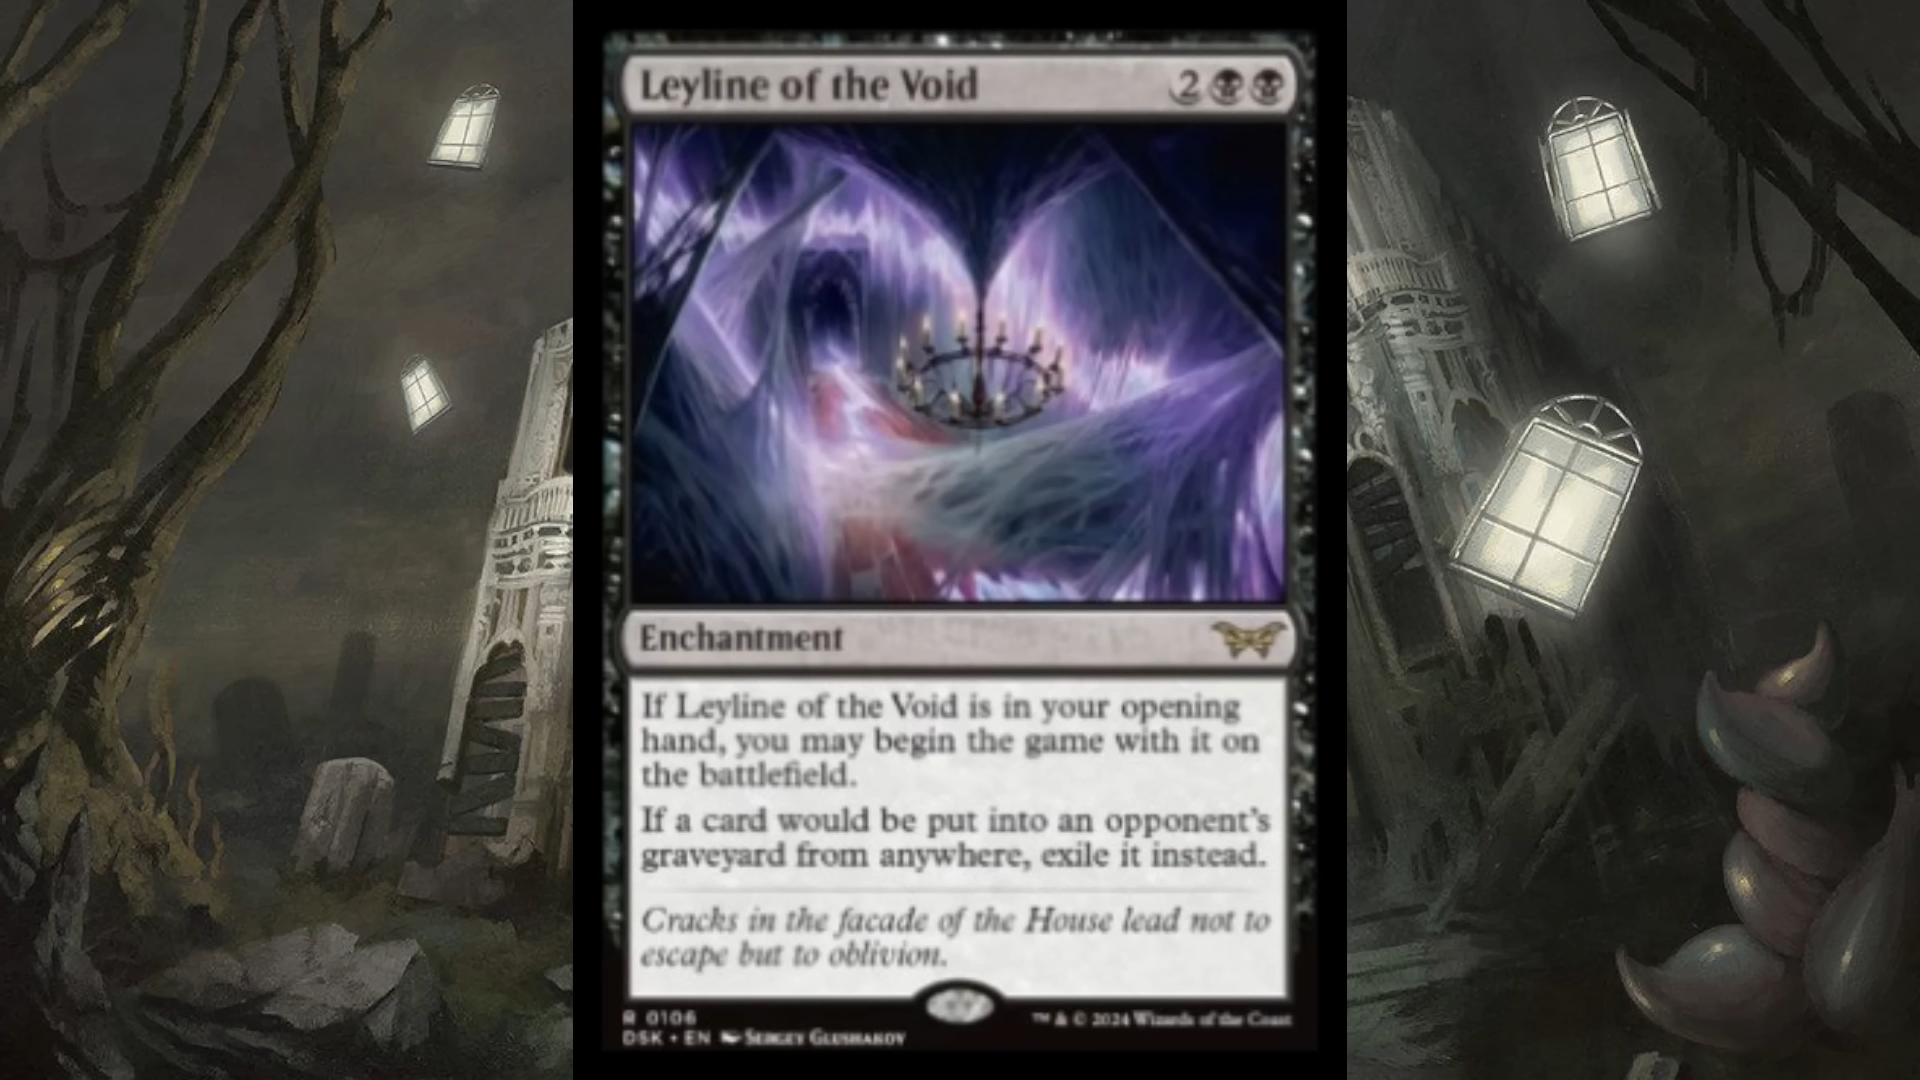 Leyline of the Void 2
Enchantment
If Leyline of the Void is in your opening
hand, you may begin the game with it on
the battlefield.
If a card would be put into an opponent's
graveyard from anywhere, exile it instead.
Cracks in the facade of the House lead not to
escape but to oblivion.
R 0106
DSK • EN Sergey Glushakov
™ & © 2024 Wizards of the Coast